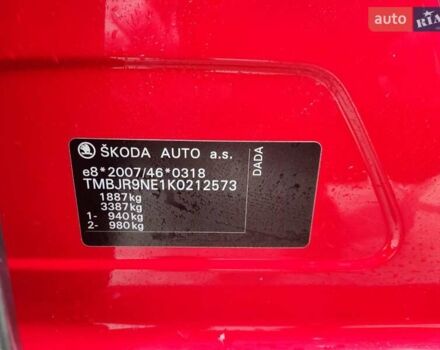 auto RIA
ŠKODA AUTO a.s.
e8*2007/46*0318
TMBJR9NE1K0212573
1887kg
3387kg
1- 940kg
2- 980kg
DADA